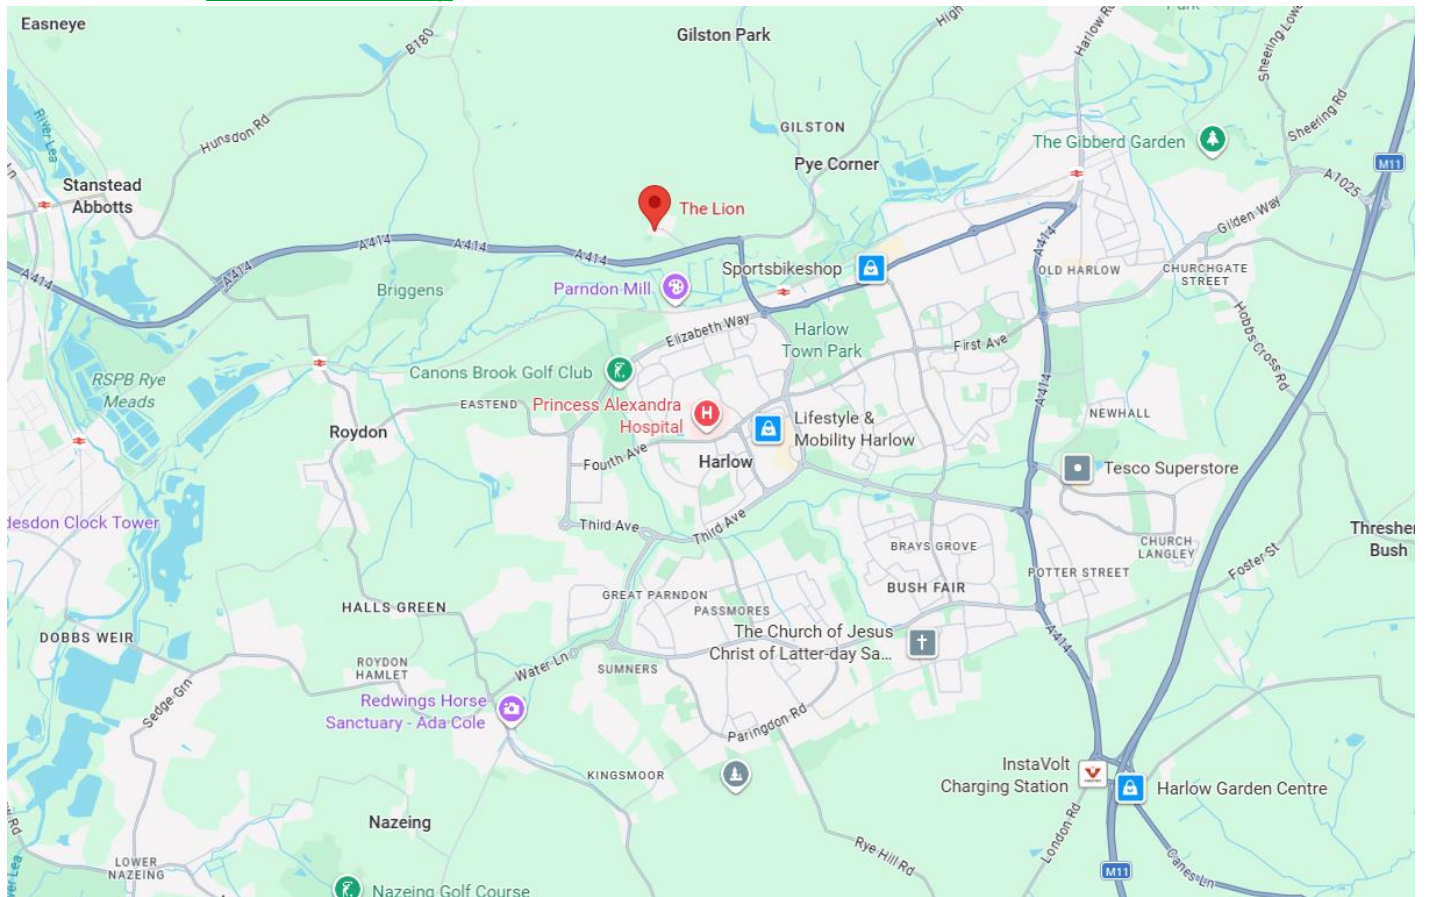 Easneye
B180
Gilston Park
High
Harlow Rd
Park
Sheering Lowe
Sheering Rd
River Lea
Hunsdon Rd
GILSTON
The Gibberd Garden
M11
Pye Corner
A1025
Stanstead
Abbotts
The Lion
Gilden Way
A414
A414
A414
A414
A414
A414
Sportsbikeshop
OLD HARLOW
CHURCHGATE
STREET
Briggens
Parndon Mill
Elizabeth Way
Harlow
Town Park
First Ave
Hobbs Cross Rd
RSPB Rye
Meads
Canons Brook Golf Club
A414
EASTEND
Princess Alexandra
Hospital
H
Lifestyle &
Mobility Harlow
NEWHALL
Roydon
Fourth Ave
Harlow
Tesco Superstore
desdon Clock Tower
Third Ave
Third Ave
Threshe
Bush
BRAYS GROVE
CHURCH
LANGLEY
Foster St
POTTER STREET
BUSH FAIR
HALLS GREEN
GREAT PARNDON
PASSMORES
DOBBS WEIR
The Church of Jesus
Christ of Latter-day Sa...
A414
ROYDON
HAMLET
Water Ln
SUMNERS
Sedge Grn
Redwings Horse
Sanctuary - Ada Cole
Paringdon Rd
KINGSMOOR
InstaVolt
Charging Station
Harlow Garden Centre
Nazeing
London Rd
Rye Hill Rd
LOWER
NAZEING
M11
Canes Ln
Nazeing Golf Course